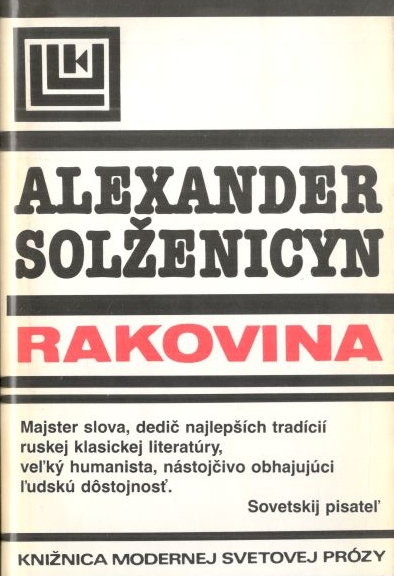 ALEXANDER
SOLŽENICYN
RAKOVINA
Majster slova, dedič najlepších tradícií
ruskej klasickej literatúry,
veľký humanista, nástojčivo obhajujúci
ľudskú dôstojnosť.
Sovetskij pisateľ
KNIŽNICA MODERNEJ SVETOVEJ PRÓZY